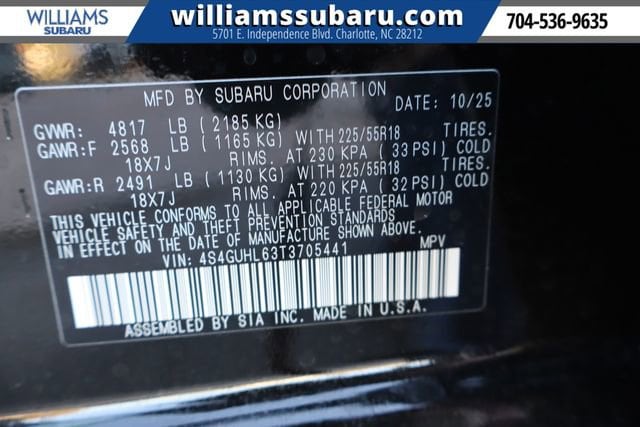 WILLIAMS
SUBARU
williamssubaru.com
5701 E. Independence Blvd. Charlotte, NC 28212
704-536-9635
MFD BY SUBARU CORPORATION
DATE: 10/25
GVWR: 4817 LB (2185 KG)
GAWR:F 2568 LB (1165 KG) WITH 225/55R18 TIRES.
18X7J RIMS. AT 230 KPA (33 PSI) COLD
GAWR:R 2491 LB (1130 KG) WITH 225/55R18 TIRES.
18X7J RIMS. AT 220 KPA (32 PSI) COLD
THIS VEHICLE CONFORMS TO ALL APPLICABLE FEDERAL MOTOR
VEHICLE SAFETY AND THEFT PREVENTION STANDARDS
IN EFFECT ON THE DATE OF MANUFACTURE SHOWN ABOVE.
VIN: 4S4GUHL63T3705441 MPV
ASSEMBLED BY SIA INC. MADE IN U.S.A.